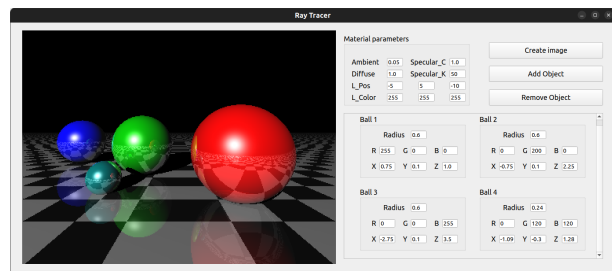 Ray Tracer
Material parameters
Ambient 0.05 Specular_C 1.0
Diffuse 1.0 Specular_K 50
L_Pos -5 5 -10
L_Color 255 255 255
Create image
Add Object
Remove Object
Ball 1
Radius 0.6
R 255 G 0 B 0
X 0.75 Y 0.1 Z 1.0
Ball 2
Radius 0.6
R 0 G 200 B 0
X -0.75 Y 0.1 Z 2.25
Ball 3
Radius 0.6
R 0 G 0 B 255
X -2.75 Y 0.1 Z 3.5
Ball 4
Radius 0.24
R 0 G 120 B 120
X -1.09 Y -0.3 Z 1.28